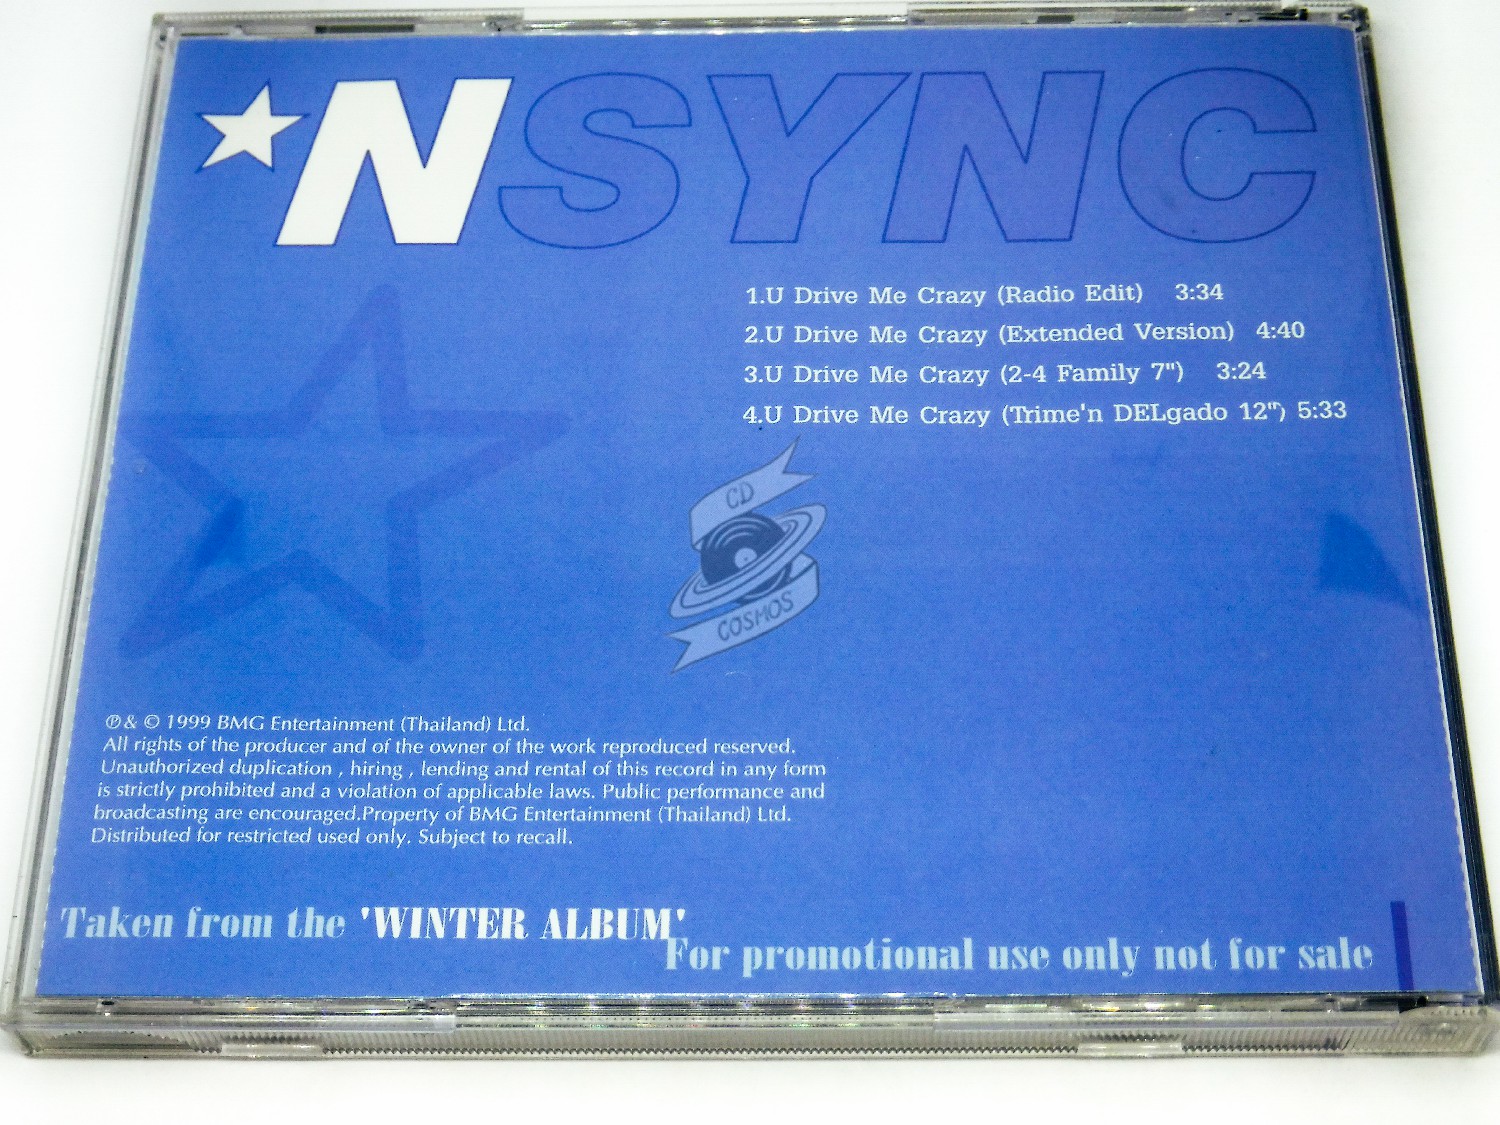 *NSYNC
1.U Drive Me Crazy (Radio Edit) 3:34
2.U Drive Me Crazy (Extended Version) 4:40
3.U Drive Me Crazy (2-4 Family 7") 3:24
4.U Drive Me Crazy (Trime'n DELgado 12") 5:33
CD
COSMOS
℗& © 1999 BMG Entertainment (Thailand) Ltd.
All rights of the producer and of the owner of the work reproduced reserved.
Unauthorized duplication , hiring , lending and rental of this record in any form
is strictly prohibited and a violation of applicable laws. Public performance and
broadcasting are encouraged.Property of BMG Entertainment (Thailand) Ltd.
Distributed for restricted used only. Subject to recall.
Taken from the 'WINTER ALBUM'
For promotional use only not for sale